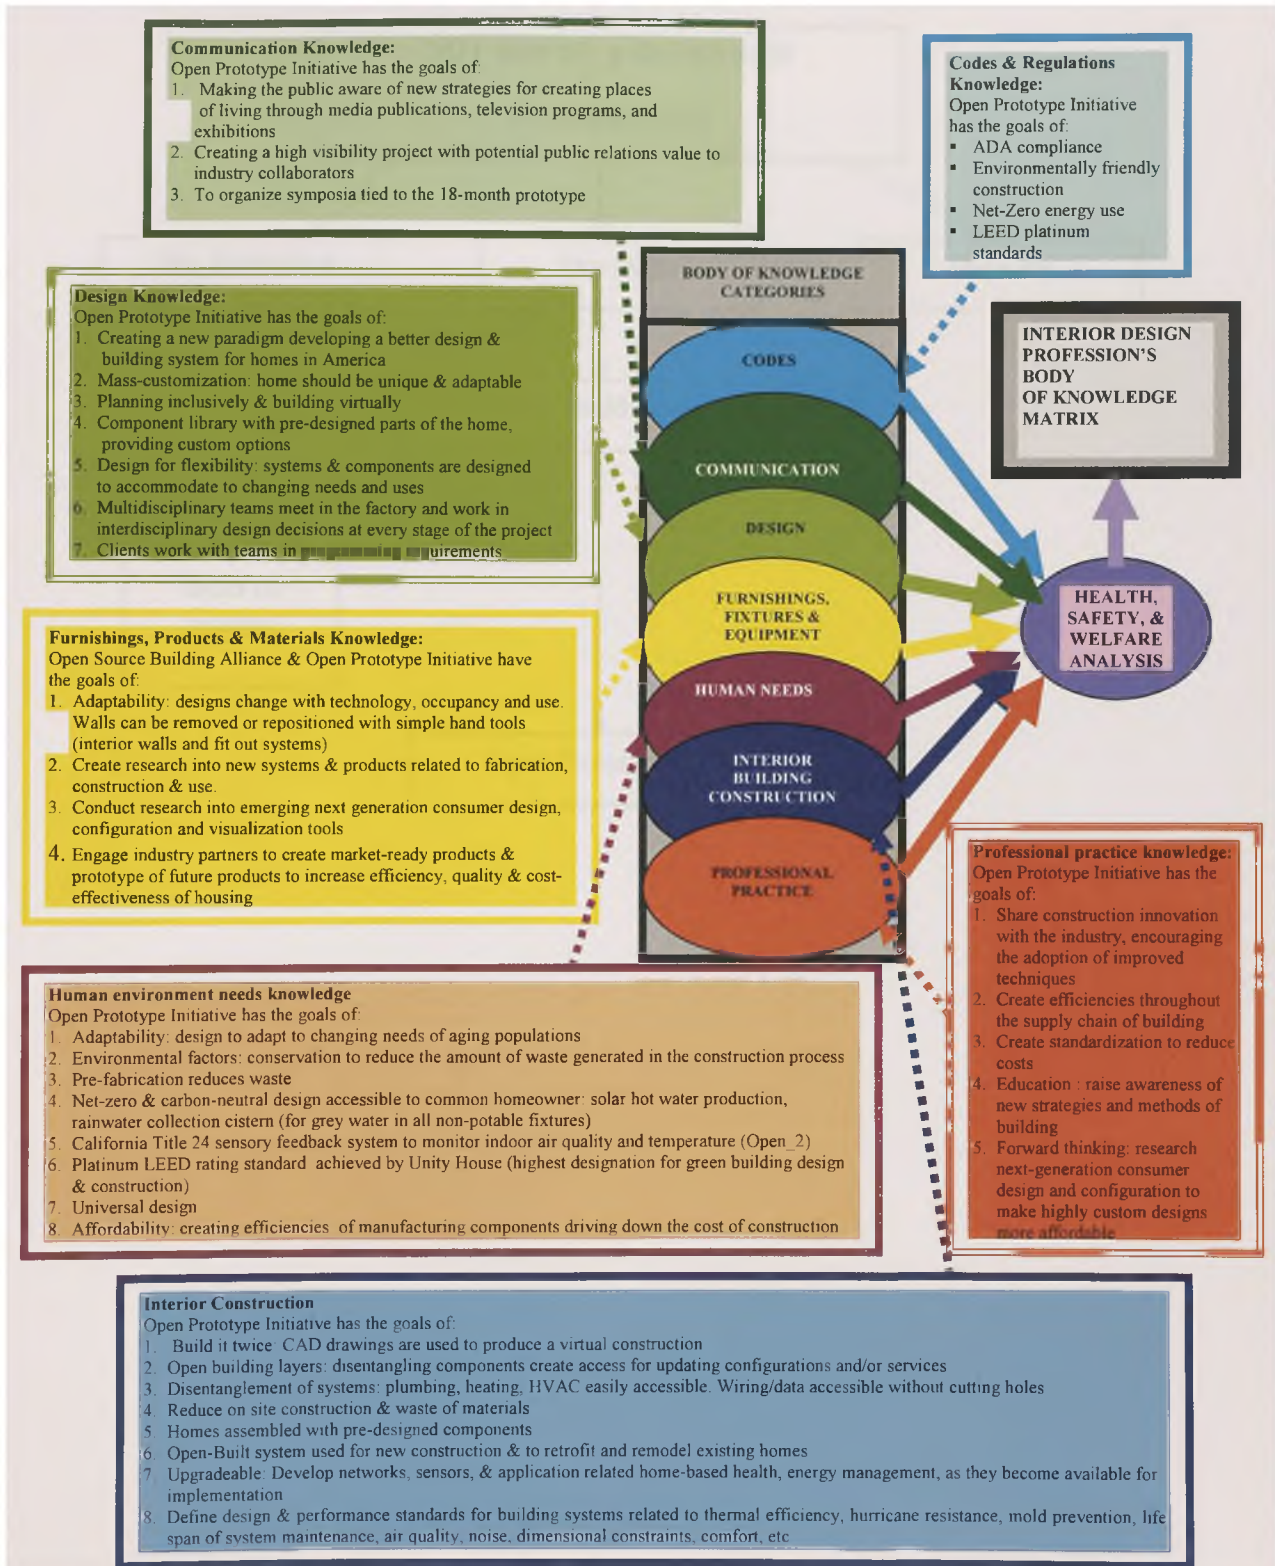 Communication Knowledge:
Open Prototype Initiative has the goals of:
1. Making the public aware of new strategies for creating places
of living through media publications, television programs, and
exhibitions
2. Creating a high visibility project with potential public relations value to
industry collaborators
3. To organize symposia tied to the 18-month prototype
Codes & Regulations
Knowledge:
Open Prototype Initiative
has the goals of:
▪ ADA compliance
▪ Environmentally friendly
construction
▪ Net-Zero energy use
▪ LEED platinum
standards
Design Knowledge:
Open Prototype Initiative has the goals of:
1. Creating a new paradigm developing a better design &
building system for homes in America
2. Mass-customization: home should be unique & adaptable
3. Planning inclusively & building virtually
4. Component library with pre-designed parts of the home,
providing custom options
5. Design for flexibility: systems & components are designed
to accommodate to changing needs and uses
6. Multidisciplinary teams meet in the factory and work in
interdisciplinary design decisions at every stage of the project
7. Clients work with teams in
BODY OF KNOWLEDGE
CATEGORIES
CODES
COMMUNICATION
DESIGN
FURNISHINGS,
FIXTURES &
EQUIPMENT
HUMAN NEEDS
INTERIOR
BUILDING
CONSTRUCTION
PROFESSIONAL
PRACTICE
INTERIOR DESIGN
PROFESSION'S
BODY
OF KNOWLEDGE
MATRIX
HEALTH,
SAFETY, &
WELFARE
ANALYSIS
Furnishings, Products & Materials Knowledge:
Open Source Building Alliance & Open Prototype Initiative have
the goals of:
1. Adaptability: designs change with technology, occupancy and use.
Walls can be removed or repositioned with simple hand tools
(interior walls and fit out systems)
2. Create research into new systems & products related to fabrication,
construction & use.
3. Conduct research into emerging next generation consumer design,
configuration and visualization tools
4. Engage industry partners to create market-ready products &
prototype of future products to increase efficiency, quality & cost-
effectiveness of housing
Professional practice knowledge:
Open Prototype Initiative has the
goals of:
1. Share construction innovation
with the industry, encouraging
the adoption of improved
techniques
2. Create efficiencies throughout
the supply chain of building
3. Create standardization to reduce
costs
4. Education : raise awareness of
new strategies and methods of
building
5. Forward thinking: research
next-generation consumer
design and configuration to
make highly custom designs
more affordable
Human environment needs knowledge
Open Prototype Initiative has the goals of:
1. Adaptability: design to adapt to changing needs of aging populations
2. Environmental factors: conservation to reduce the amount of waste generated in the construction process
3. Pre-fabrication reduces waste
4. Net-zero & carbon-neutral design accessible to common homeowner: solar hot water production,
rainwater collection cistern (for grey water in all non-potable fixtures)
5. California Title 24 sensory feedback system to monitor indoor air quality and temperature (Open_2)
6. Platinum LEED rating standard achieved by Unity House (highest designation for green building design
& construction)
7. Universal design
8. Affordability: creating efficiencies of manufacturing components driving down the cost of construction
Interior Construction
Open Prototype Initiative has the goals of:
1. Build it twice: CAD drawings are used to produce a virtual construction
2. Open building layers: disentangling components create access for updating configurations and/or services
3. Disentanglement of systems: plumbing, heating, HVAC easily accessible. Wiring/data accessible without cutting holes
4. Reduce on site construction & waste of materials
5. Homes assembled with pre-designed components
6. Open-Built system used for new construction & to retrofit and remodel existing homes
7. Upgradeable: Develop networks, sensors, & application related home-based health, energy management, as they become available for
implementation
8. Define design & performance standards for building systems related to thermal efficiency, hurricane resistance, mold prevention, life
span of system maintenance, air quality, noise, dimensional constraints, comfort, etc